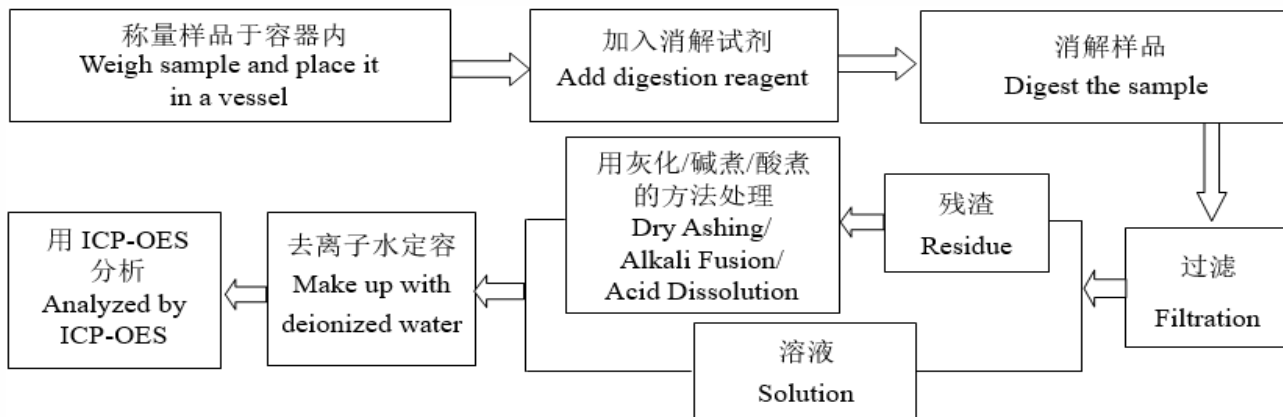 称量样品于容器内
Weigh sample and place it
in a vessel
加入消解试剂
Add digestion reagent
消解样品
Digest the sample
过滤
Filtration
残渣
Residue
用灰化/碱煮/酸煮
的方法处理
Dry Ashing/
Alkali Fusion/
Acid Dissolution
溶液
Solution
去离子水定容
Make up with
deionized water
用 ICP-OES
分析
Analyzed by
ICP-OES